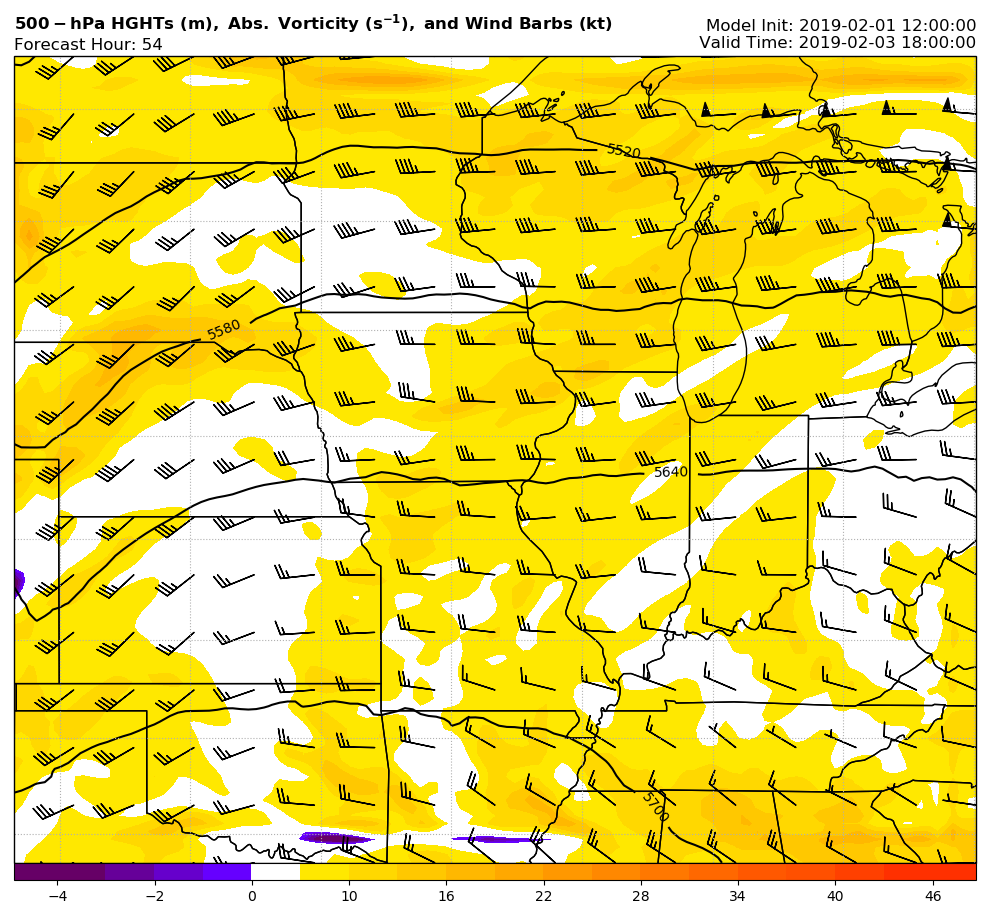 500 − hPa HGHTs (m), Abs. Vorticity (s⁻¹), and Wind Barbs (kt)
Forecast Hour: 54
Model Init: 2019-02-01 12:00:00
Valid Time: 2019-02-03 18:00:00
5520
5580
5640
5700
−4 −2 0 10 16 22 28 34 40 46